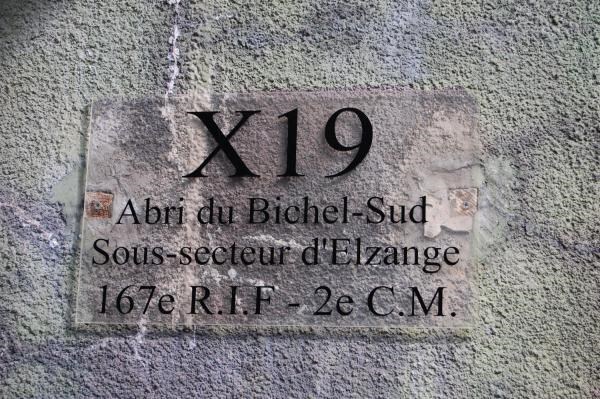 X19
Abri du Bichel-Sud
Sous-secteur d'Elzange
167e R.I.F - 2e C.M.